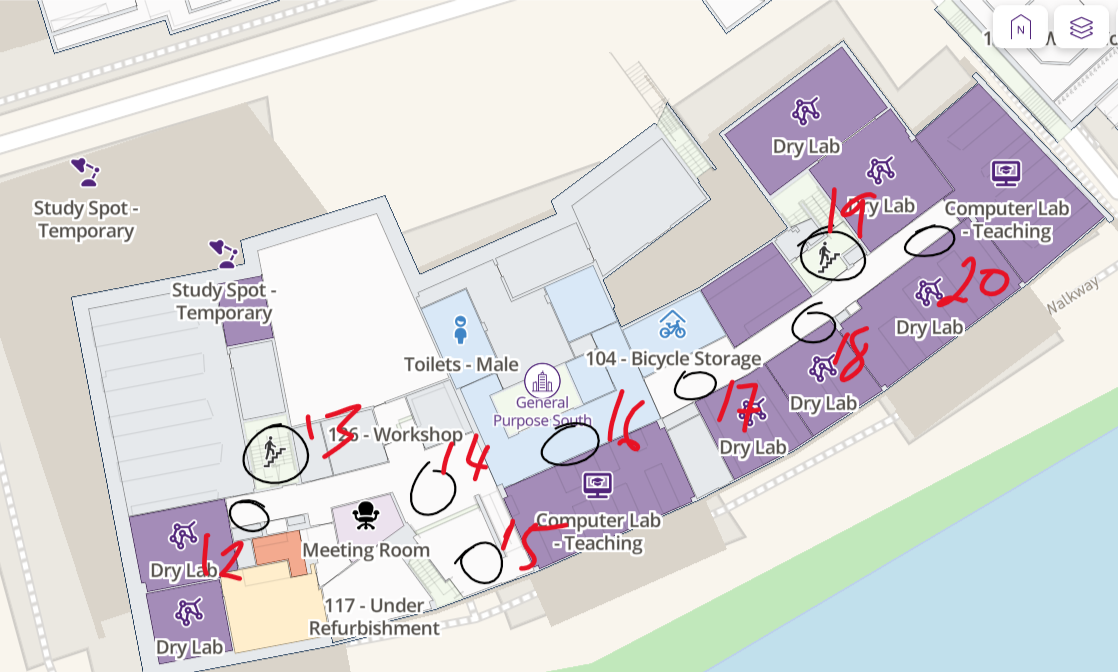 N
Dry Lab
Study Spot -
Temporary
Dry Lab
19
Computer Lab
- Teaching
Study Spot -
Temporary
20
Walkway
Dry Lab
Toilets - Male
104 - Bicycle Storage
18
General
Purpose South
17
Dry Lab
13
126 - Workshop
16
14
Dry Lab
Computer Lab
- Teaching
15
Meeting Room
12
Dry Lab
117 - Under
Refurbishment
Dry Lab